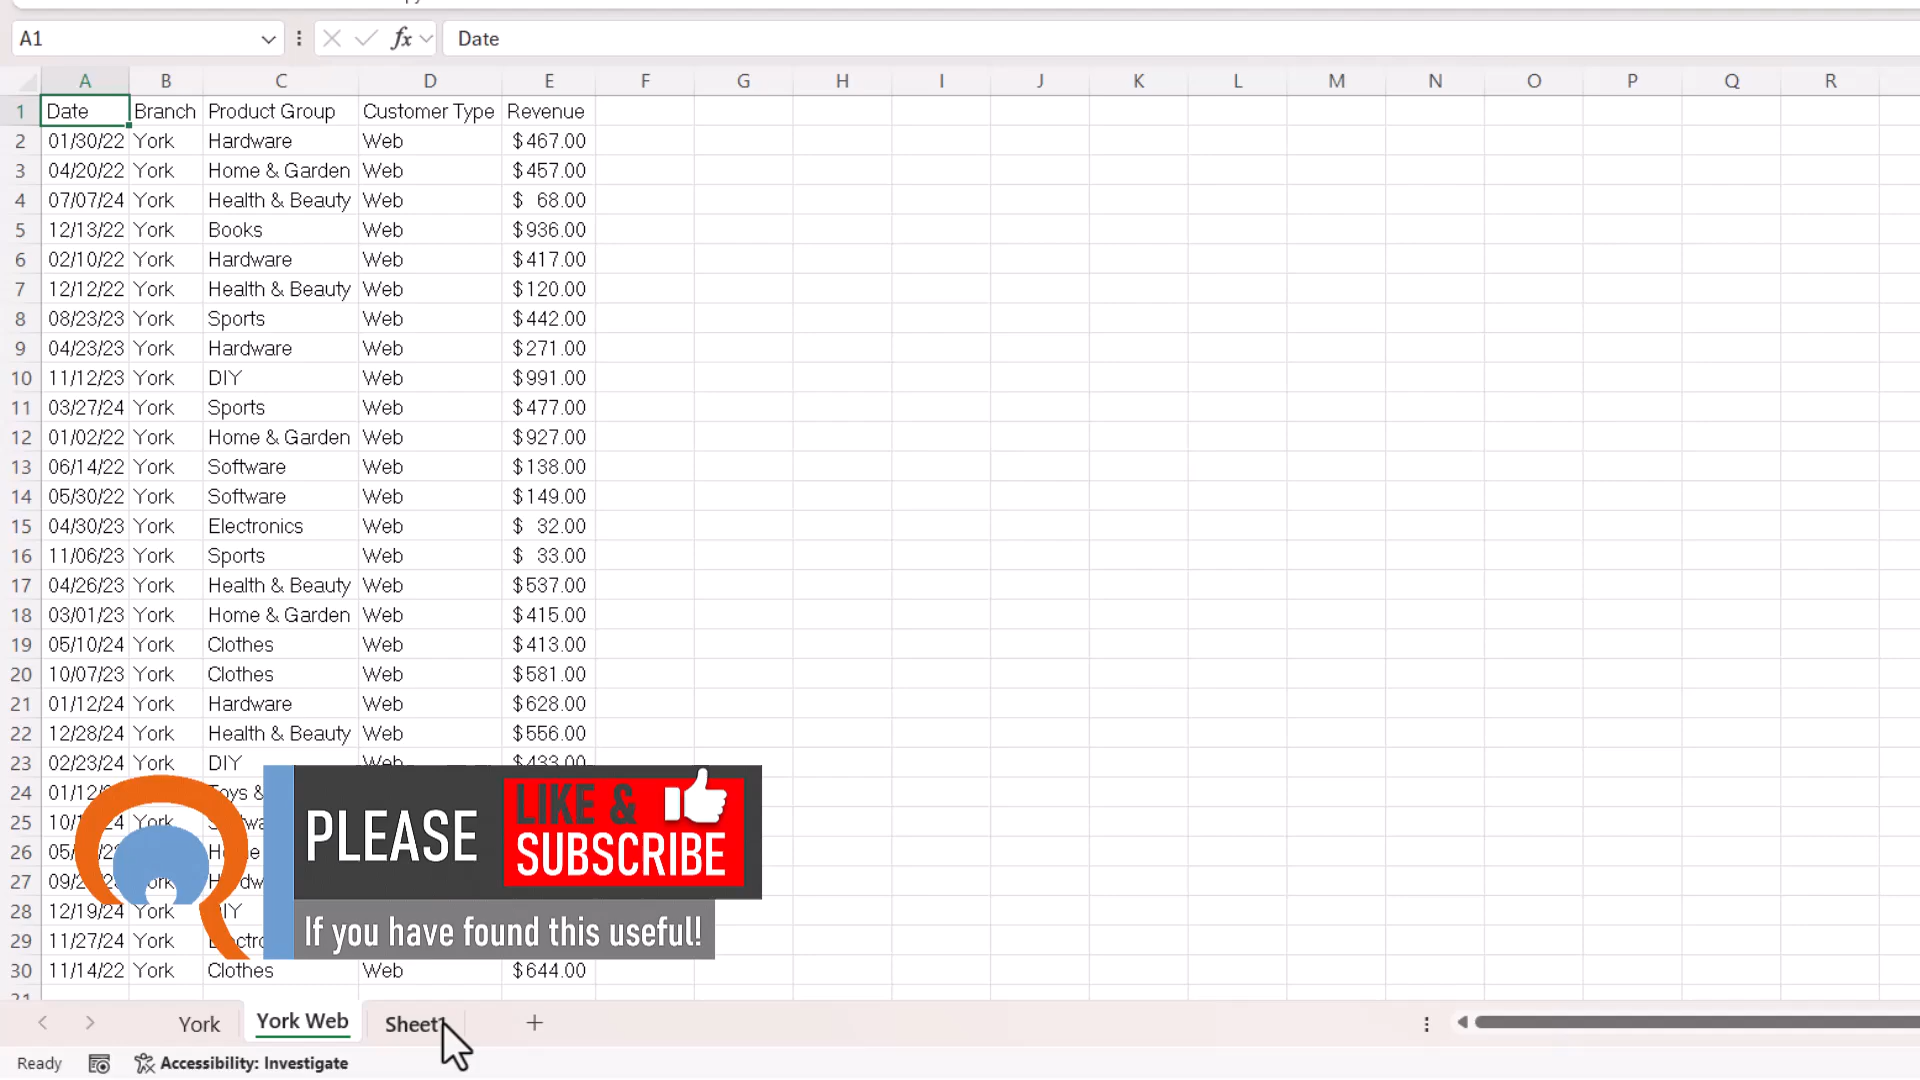 A1 fx Date
A B C D E F G H I J K L M N O P Q R
1 Date Branch Product Group Customer Type Revenue
2 01/30/22 York Hardware Web $467.00
3 04/20/22 York Home & Garden Web $457.00
4 07/07/24 York Health & Beauty Web $ 68.00
5 12/13/22 York Books Web $936.00
6 02/10/22 York Hardware Web $417.00
7 12/12/22 York Health & Beauty Web $120.00
8 08/23/23 York Sports Web $442.00
9 04/23/23 York Hardware Web $271.00
10 11/12/23 York DIY Web $991.00
11 03/27/24 York Sports Web $477.00
12 01/02/22 York Home & Garden Web $927.00
13 06/14/22 York Software Web $138.00
14 05/30/22 York Software Web $149.00
15 04/30/23 York Electronics Web $ 32.00
16 11/06/23 York Sports Web $ 33.00
17 04/26/23 York Health & Beauty Web $537.00
18 03/01/23 York Home & Garden Web $415.00
19 05/10/24 York Clothes Web $413.00
20 10/07/23 York Clothes Web $581.00
21 01/12/24 York Hardware Web $628.00
22 12/28/24 York Health & Beauty Web $556.00
23 02/23/24 York DIY Web $433.00
24
25 York
26
27 York
28 12/19/24 York DIY
29 11/27/24 York
30 11/14/22 York Clothes Web $644.00
PLEASE LIKE & SUBSCRIBE
If you have found this useful!
York York Web Sheet1
Ready Accessibility: Investigate